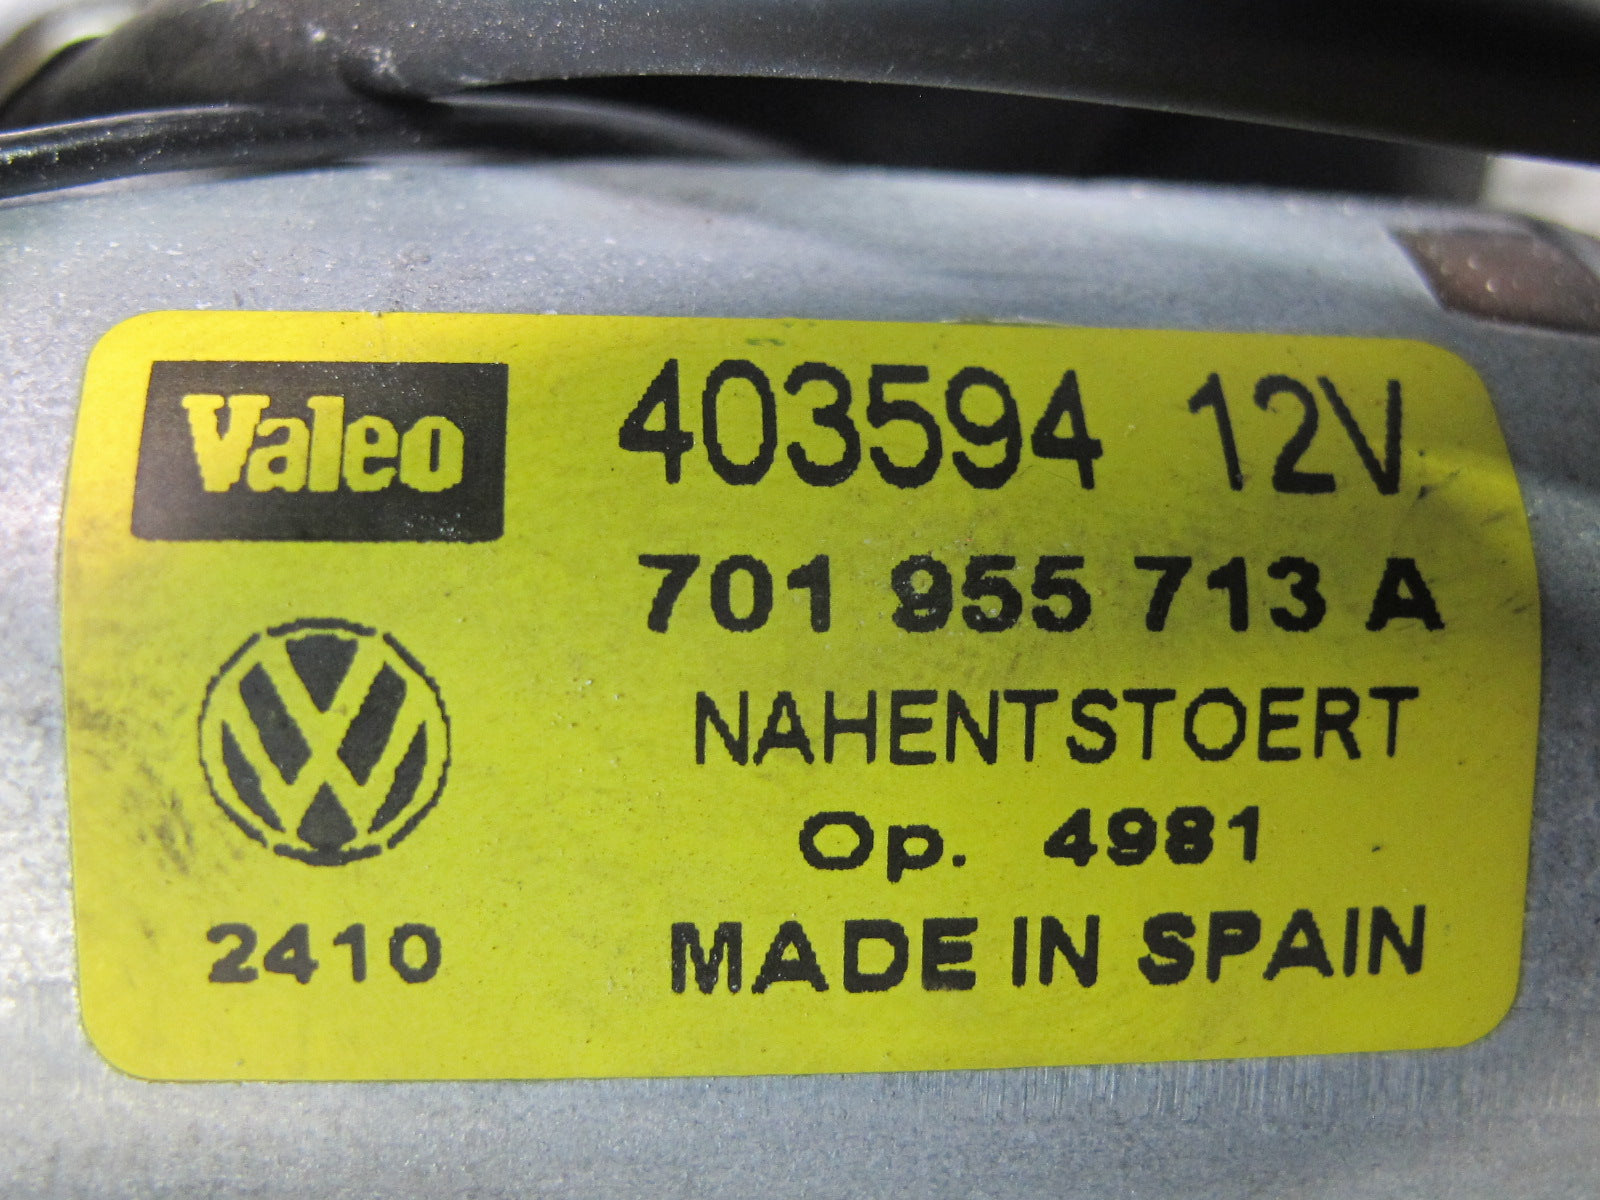 Valeo
403594 12V
701 955 713 A
NAHENTSTOERT
Op. 4981
2410
MADE IN SPAIN